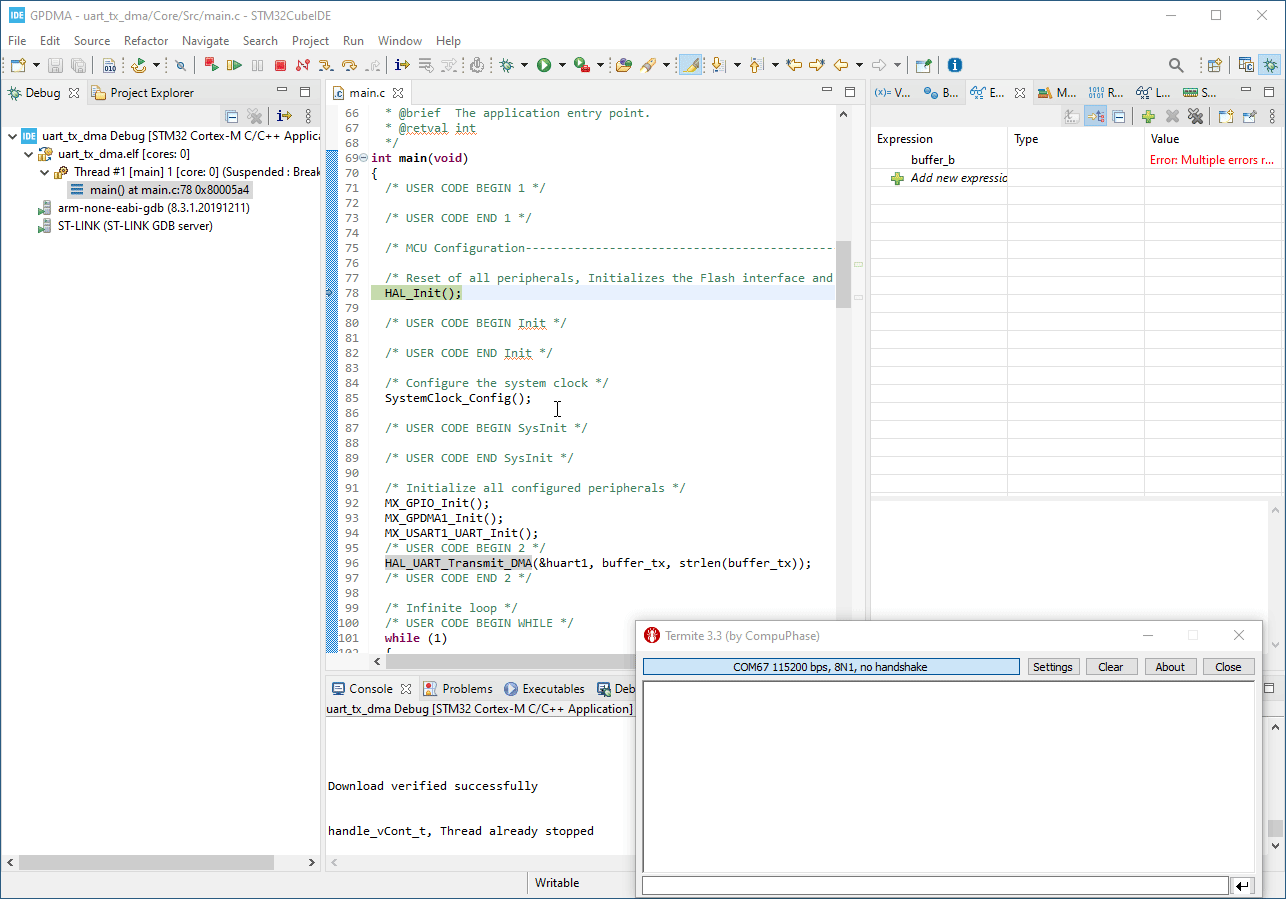 IDE GPDMA - uart_tx_dma/Core/Src/main.c - STM32CubeIDE
File Edit Source Refactor Navigate Search Project Run Window Help
Debug Project Explorer
uart_tx_dma Debug [STM32 Cortex-M C/C++ Applica
uart_tx_dma.elf [cores: 0]
Thread #1 [main] 1 [core: 0] (Suspended : Break
main() at main.c:78 0x80005a4
arm-none-eabi-gdb (8.3.1.20191211)
ST-LINK (ST-LINK GDB server)
main.c
66 * @brief  The application entry point.
67 * @retval int
68 */
69 int main(void)
70 {
71 /* USER CODE BEGIN 1 */
72
73 /* USER CODE END 1 */
74
75 /* MCU Configuration--------------------------------------------
76
77 /* Reset of all peripherals, Initializes the Flash interface and
78 HAL_Init();
79
80 /* USER CODE BEGIN Init */
81
82 /* USER CODE END Init */
83
84 /* Configure the system clock */
85 SystemClock_Config();
86
87 /* USER CODE BEGIN SysInit */
88
89 /* USER CODE END SysInit */
90
91 /* Initialize all configured peripherals */
92 MX_GPIO_Init();
93 MX_GPDMA1_Init();
94 MX_USART1_UART_Init();
95 /* USER CODE BEGIN 2 */
96 HAL_UART_Transmit_DMA(&huart1, buffer_tx, strlen(buffer_tx));
97 /* USER CODE END 2 */
98
99 /* Infinite loop */
100 /* USER CODE BEGIN WHILE */
101 while (1)
102 {
(x)= V... B... E... M... R... L... S...
Expression Type Value
buffer_b Error: Multiple errors r...
Add new expressio
Console Problems Executables Deb
uart_tx_dma Debug [STM32 Cortex-M C/C++ Application]
Download verified successfully
handle_vCont_t, Thread already stopped
Writable
Termite 3.3 (by CompuPhase)
COM67 115200 bps, 8N1, no handshake Settings Clear About Close